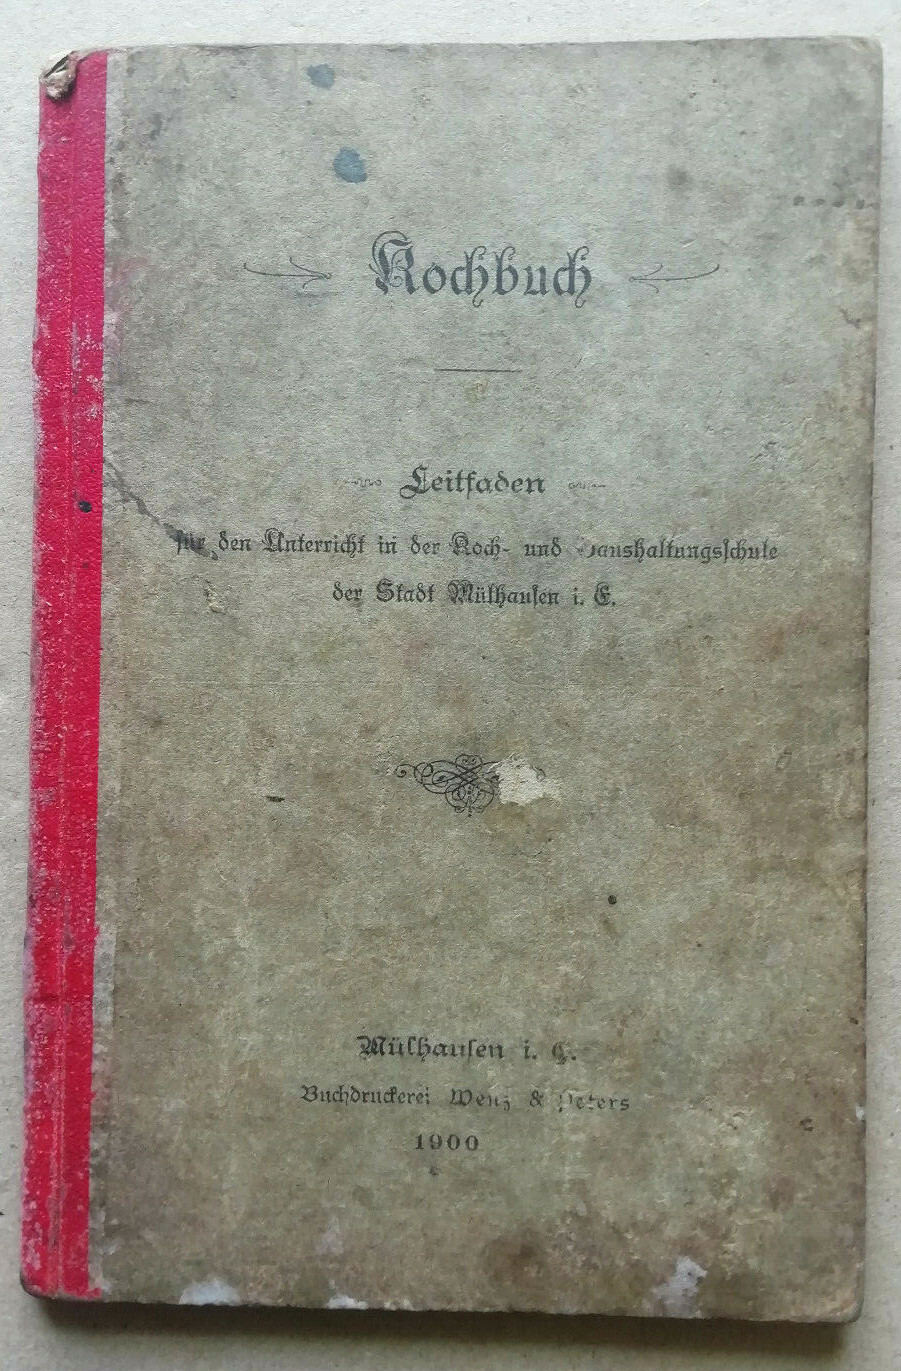 Kochbuch
Leitfaden
für den Unterricht in der Koch- und Haushaltungsschule
der Stadt Mülhausen i. E.
Mülhausen i. E.
Buchdruckerei Wenz & Peters
1900